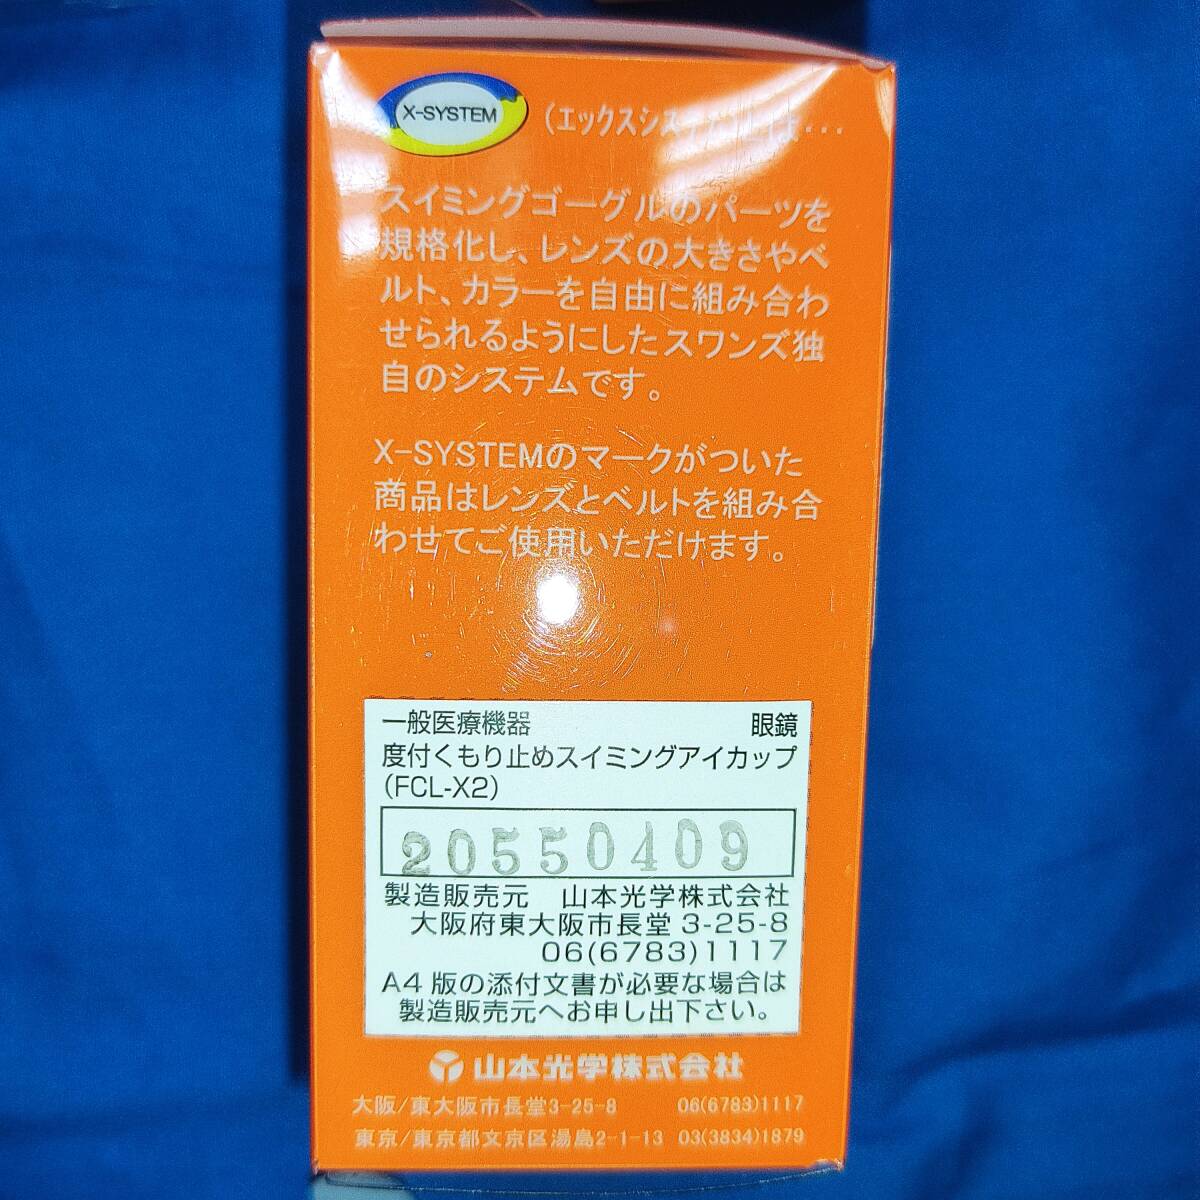 X-SYSTEM
(エックスシステム)とは・・・
スイミングゴーグルのパーツを
規格化し、レンズの大きさやベ
ルト、カラーを自由に組み合わ
せられるようにしたスワンズ独
自のシステムです。
X-SYSTEMのマークがついた
商品はレンズとベルトを組み合
わせてご使用いただけます。
一般医療機器 眼鏡
度付くもり止めスイミングアイカップ
(FCL-X2)
20550409
製造販売元 山本光学株式会社
大阪府東大阪市長堂3-25-8
06(6783)1117
A4版の添付文書が必要な場合は
製造販売元へお申し出下さい。
山本光学株式会社
大阪/東大阪市長堂3-25-8 06(6783)1117
東京/東京都文京区湯島2-1-13 03(3834)1879